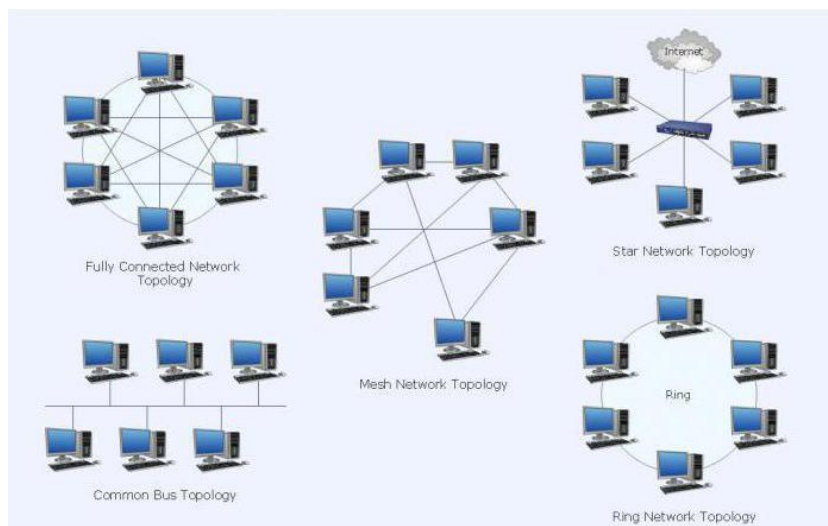 Internet
Star Network Topology
Fully Connected Network
Topology
Mesh Network Topology
Ring
Common Bus Topology
Ring Network Topology